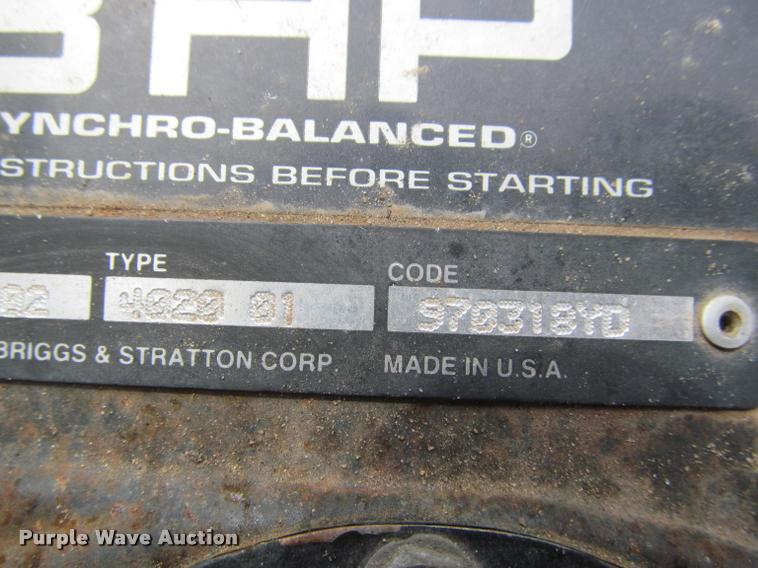 8HP
YNCHRO-BALANCED®
STRUCTIONS BEFORE STARTING
TYPE CODE
02 4020 01 970318YD
BRIGGS & STRATTON CORP. MADE IN U.S.A.
Purple Wave Auction